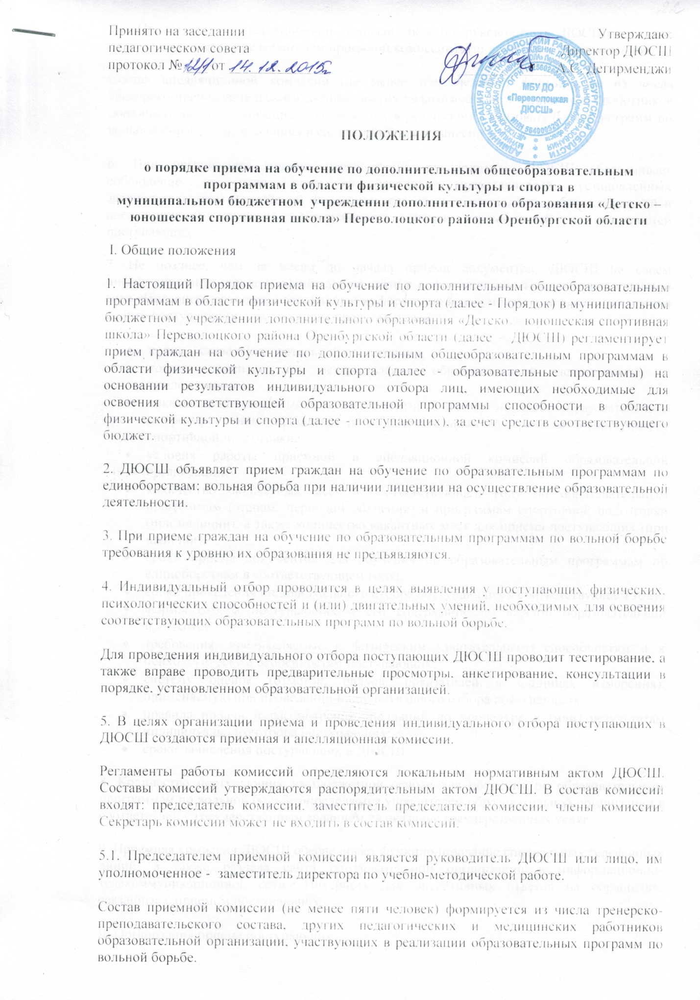 Принято на заседании
педагогическом совета
протокол № 12/1 от 14.12.2015г
Утверждаю:
Директор ДЮСШ
А.С. Дегирменджи
МБУ ДО
«Переволоцкая
ДЮСШ»
ИНН 5640005207
ПОЛОЖЕНИЯ
о порядке приема на обучение по дополнительным общеобразовательным
программам в области физической культуры и спорта в
муниципальном бюджетном учреждении дополнительного образования «Детско –
юношеская спортивная школа» Переволоцкого района Оренбургской области
I. Общие положения
1. Настоящий Порядок приема на обучение по дополнительным общеобразовательным
программам в области физической культуры и спорта (далее - Порядок) в муниципальном
бюджетном учреждении дополнительного образования «Детско – юношеская спортивная
школа» Переволоцкого района Оренбургской области (далее – ДЮСШ) регламентирует
прием граждан на обучение по дополнительным общеобразовательным программам в
области физической культуры и спорта (далее - образовательные программы) на
основании результатов индивидуального отбора лиц, имеющих необходимые для
освоения соответствующей образовательной программы способности в области
физической культуры и спорта (далее - поступающих), за счет средств соответствующего
бюджет.
2. ДЮСШ объявляет прием граждан на обучение по образовательным программам по
единоборствам: вольная борьба при наличии лицензии на осуществление образовательной
деятельности.
3. При приеме граждан на обучение по образовательным программам по вольной борьбе
требования к уровню их образования не предъявляются.
4. Индивидуальный отбор проводится в целях выявления у поступающих физических,
психологических способностей и (или) двигательных умений, необходимых для освоения
соответствующих образовательных программ по вольной борьбе.
Для проведения индивидуального отбора поступающих ДЮСШ проводит тестирование, а
также вправе проводить предварительные просмотры, анкетирование, консультации в
порядке, установленном образовательной организацией.
5. В целях организации приема и проведения индивидуального отбора поступающих в
ДЮСШ создаются приемная и апелляционная комиссии.
Регламенты работы комиссий определяются локальным нормативным актом ДЮСШ.
Составы комиссий утверждаются распорядительным актом ДЮСШ. В состав комиссии
входят: председатель комиссии, заместитель председателя комиссии, члены комиссии.
Секретарь комиссии может не входить в состав комиссий.
5.1. Председателем приемной комиссии является руководитель ДЮСШ или лицо, им
уполномоченное - заместитель директора по учебно-методической работе.
Состав приемной комиссии (не менее пяти человек) формируется из числа тренерско-
преподавательского состава, других педагогических и медицинских работников
образовательной организации, участвующих в реализации образовательных программ по
вольной борьбе.